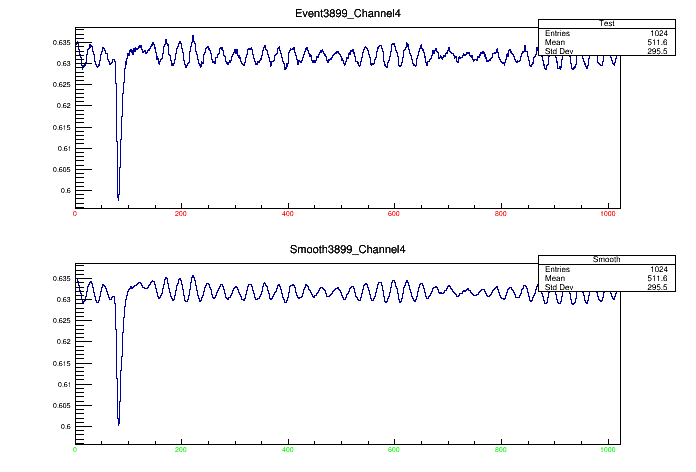 Event3899_Channel4
Test
Entries 1024
Mean 511.6
Std Dev 295.5
0.635
0.63
0.625
0.62
0.615
0.61
0.605
0.6
0 200 400 600 800 1000
Smooth3899_Channel4
Smooth
Entries 1024
Mean 511.6
Std Dev 295.5
0.635
0.63
0.625
0.62
0.615
0.61
0.605
0.6
0 200 400 600 800 1000